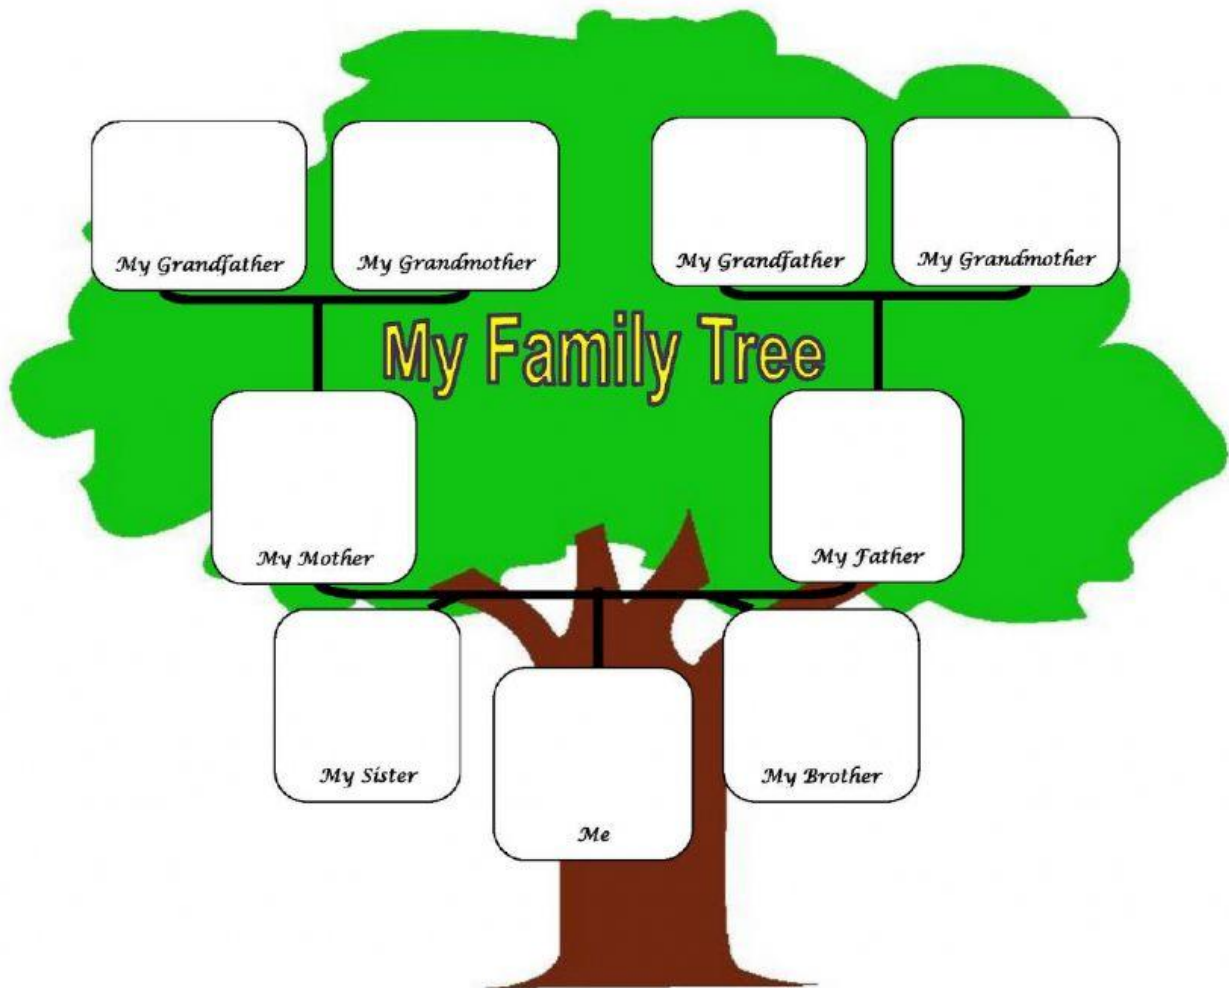 My Grandfather
My Grandmother
My Grandfather
My Grandmother
My Family Tree
My Mother
My Father
My Sister
My Brother
Me